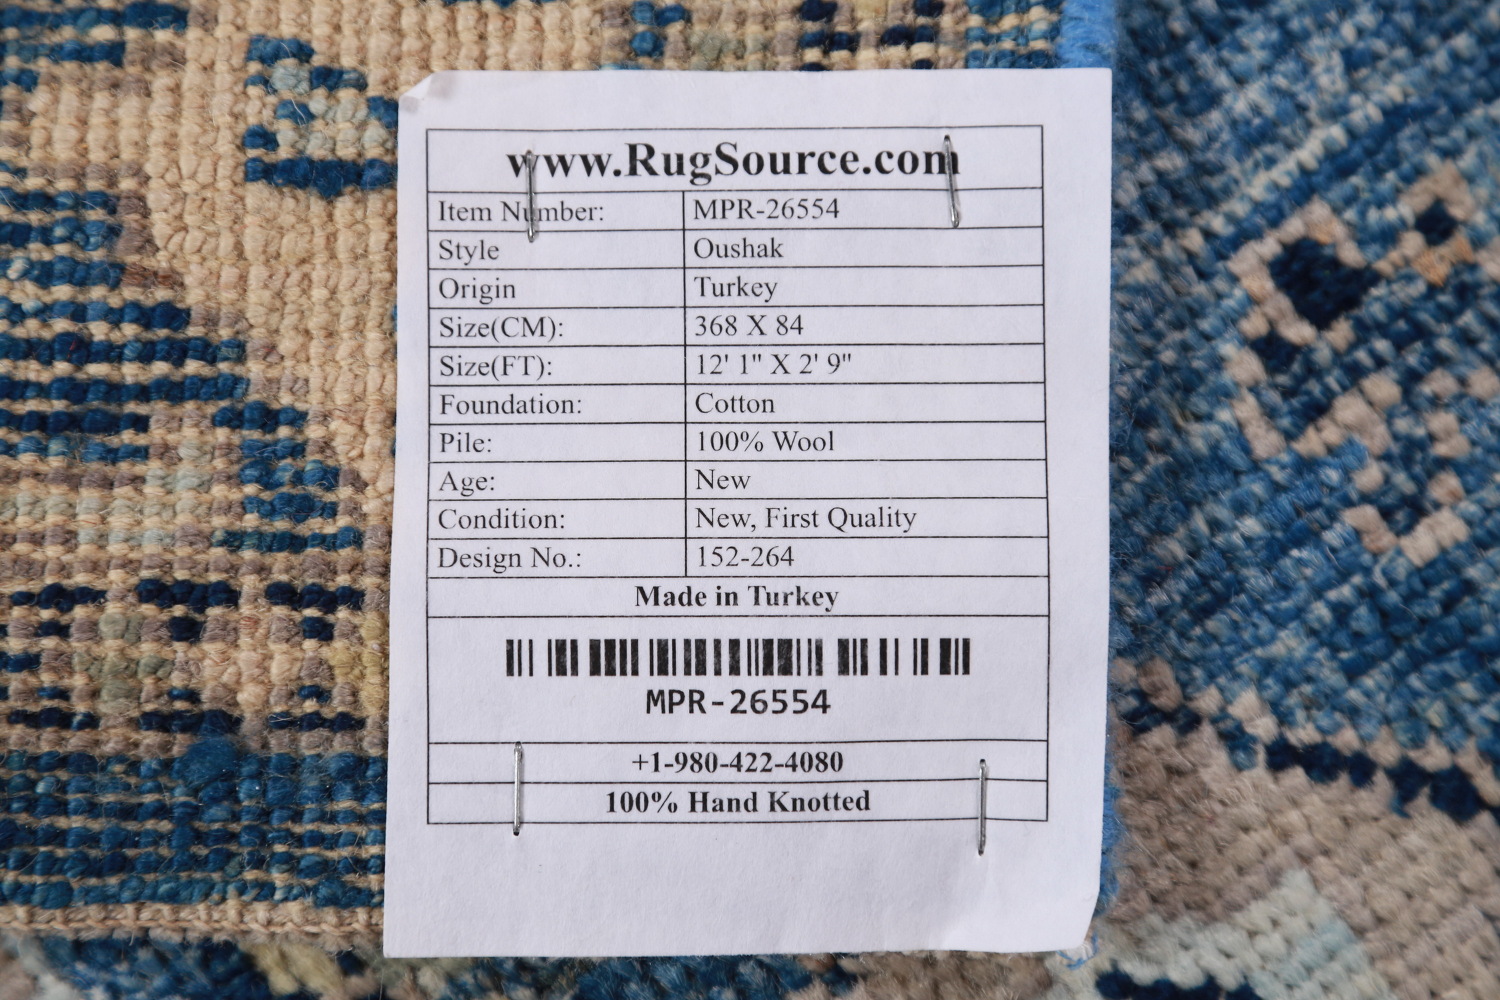 www.RugSource.com
Item Number: MPR-26554
Style Oushak
Origin Turkey
Size(CM): 368 X 84
Size(FT): 12' 1" X 2' 9"
Foundation: Cotton
Pile: 100% Wool
Age: New
Condition: New, First Quality
Design No.: 152-264
Made in Turkey
MPR-26554
+1-980-422-4080
100% Hand Knotted